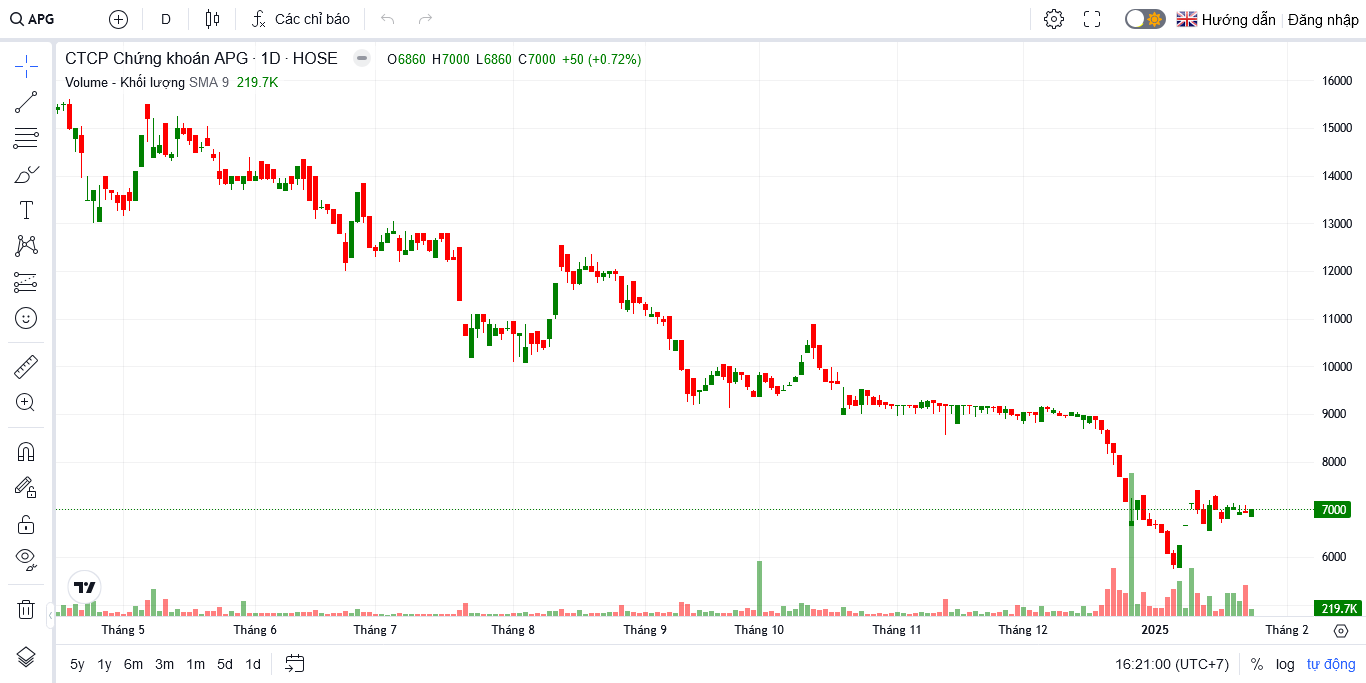 APG D Các chỉ báo Hướng dẫn Đăng nhập
CTCP Chứng khoán APG · 1D · HOSE O6860 H7000 L6860 C7000 +50 (+0.72%)
Volume - Khối lượng SMA 9 219.7K
16000
15000
14000
13000
12000
11000
10000
9000
8000
7000
6000
219.7K
Tháng 5 Tháng 6 Tháng 7 Tháng 8 Tháng 9 Tháng 10 Tháng 11 Tháng 12 2025 Tháng 2
5y 1y 6m 3m 1m 5d 1d 16:21:00 (UTC+7) % log tự động